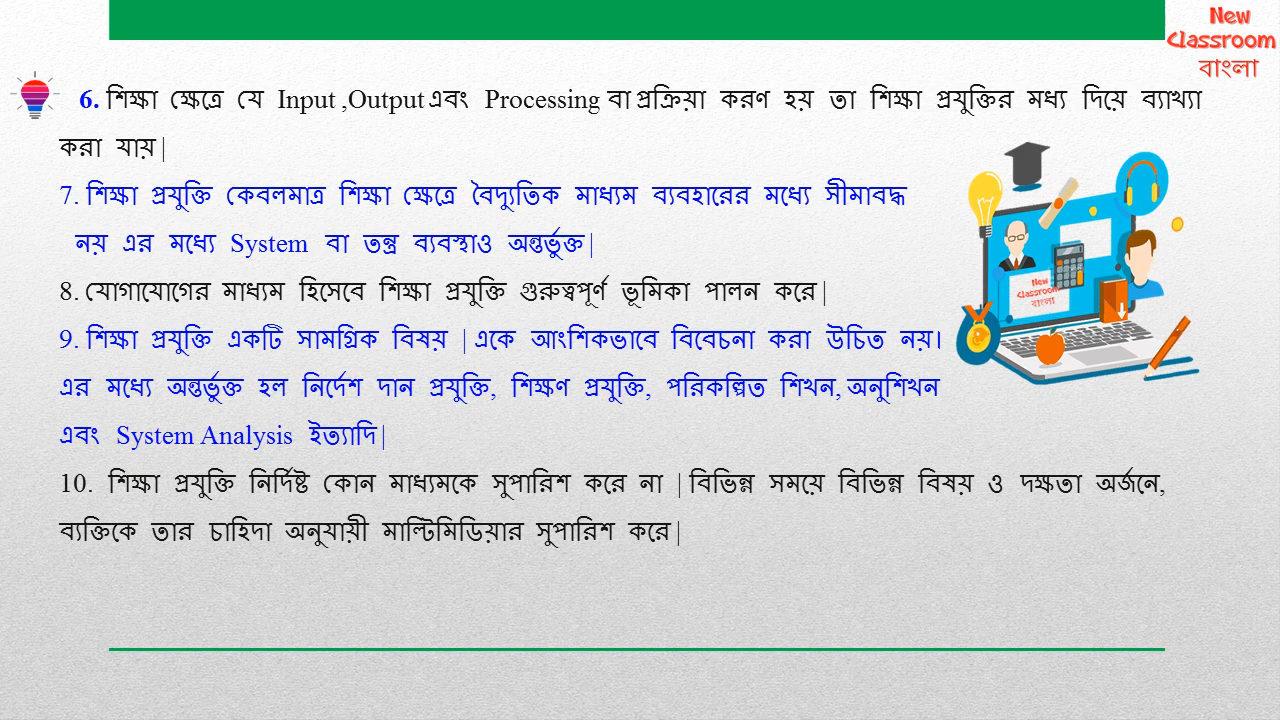 New
Classroom
বাংলা
6. শিক্ষা ক্ষেত্রে যে Input ,Output এবং Processing বা প্রক্রিয়া করণ হয় তা শিক্ষা প্রযুক্তির মধ্য দিয়ে ব্যাখ্যা
করা যায় |
7. শিক্ষা প্রযুক্তি কেবলমাত্র শিক্ষা ক্ষেত্রে বৈদ্যুতিক মাধ্যম ব্যবহারের মধ্যে সীমাবদ্ধ
নয় এর মধ্যে System বা তন্ত্র ব্যবস্থাও অন্তর্ভুক্ত |
8. যোগাযোগের মাধ্যম হিসেবে শিক্ষা প্রযুক্তি গুরুত্বপূর্ণ ভূমিকা পালন করে |
9. শিক্ষা প্রযুক্তি একটি সামগ্রিক বিষয় | একে আংশিকভাবে বিবেচনা করা উচিত নয়।
এর মধ্যে অন্তর্ভুক্ত হল নির্দেশ দান প্রযুক্তি, শিক্ষণ প্রযুক্তি, পরিকল্পিত শিখন, অনুশিখন
এবং System Analysis ইত্যাদি |
10. শিক্ষা প্রযুক্তি নির্দিষ্ট কোন মাধ্যমকে সুপারিশ করে না | বিভিন্ন সময়ে বিভিন্ন বিষয় ও দক্ষতা অর্জনে,
ব্যক্তিকে তার চাহিদা অনুযায়ী মাল্টিমিডিয়ার সুপারিশ করে |
New
Classroom
বাংলা